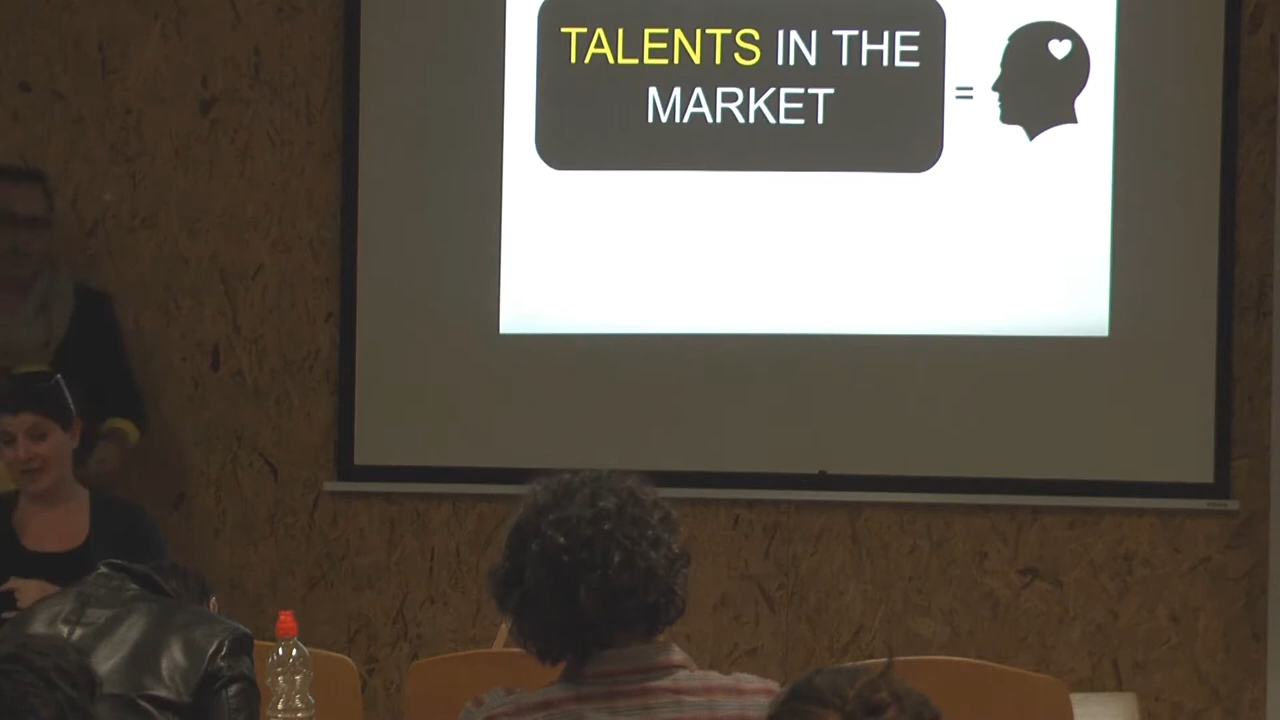 TALENTS IN THE
MARKET
=